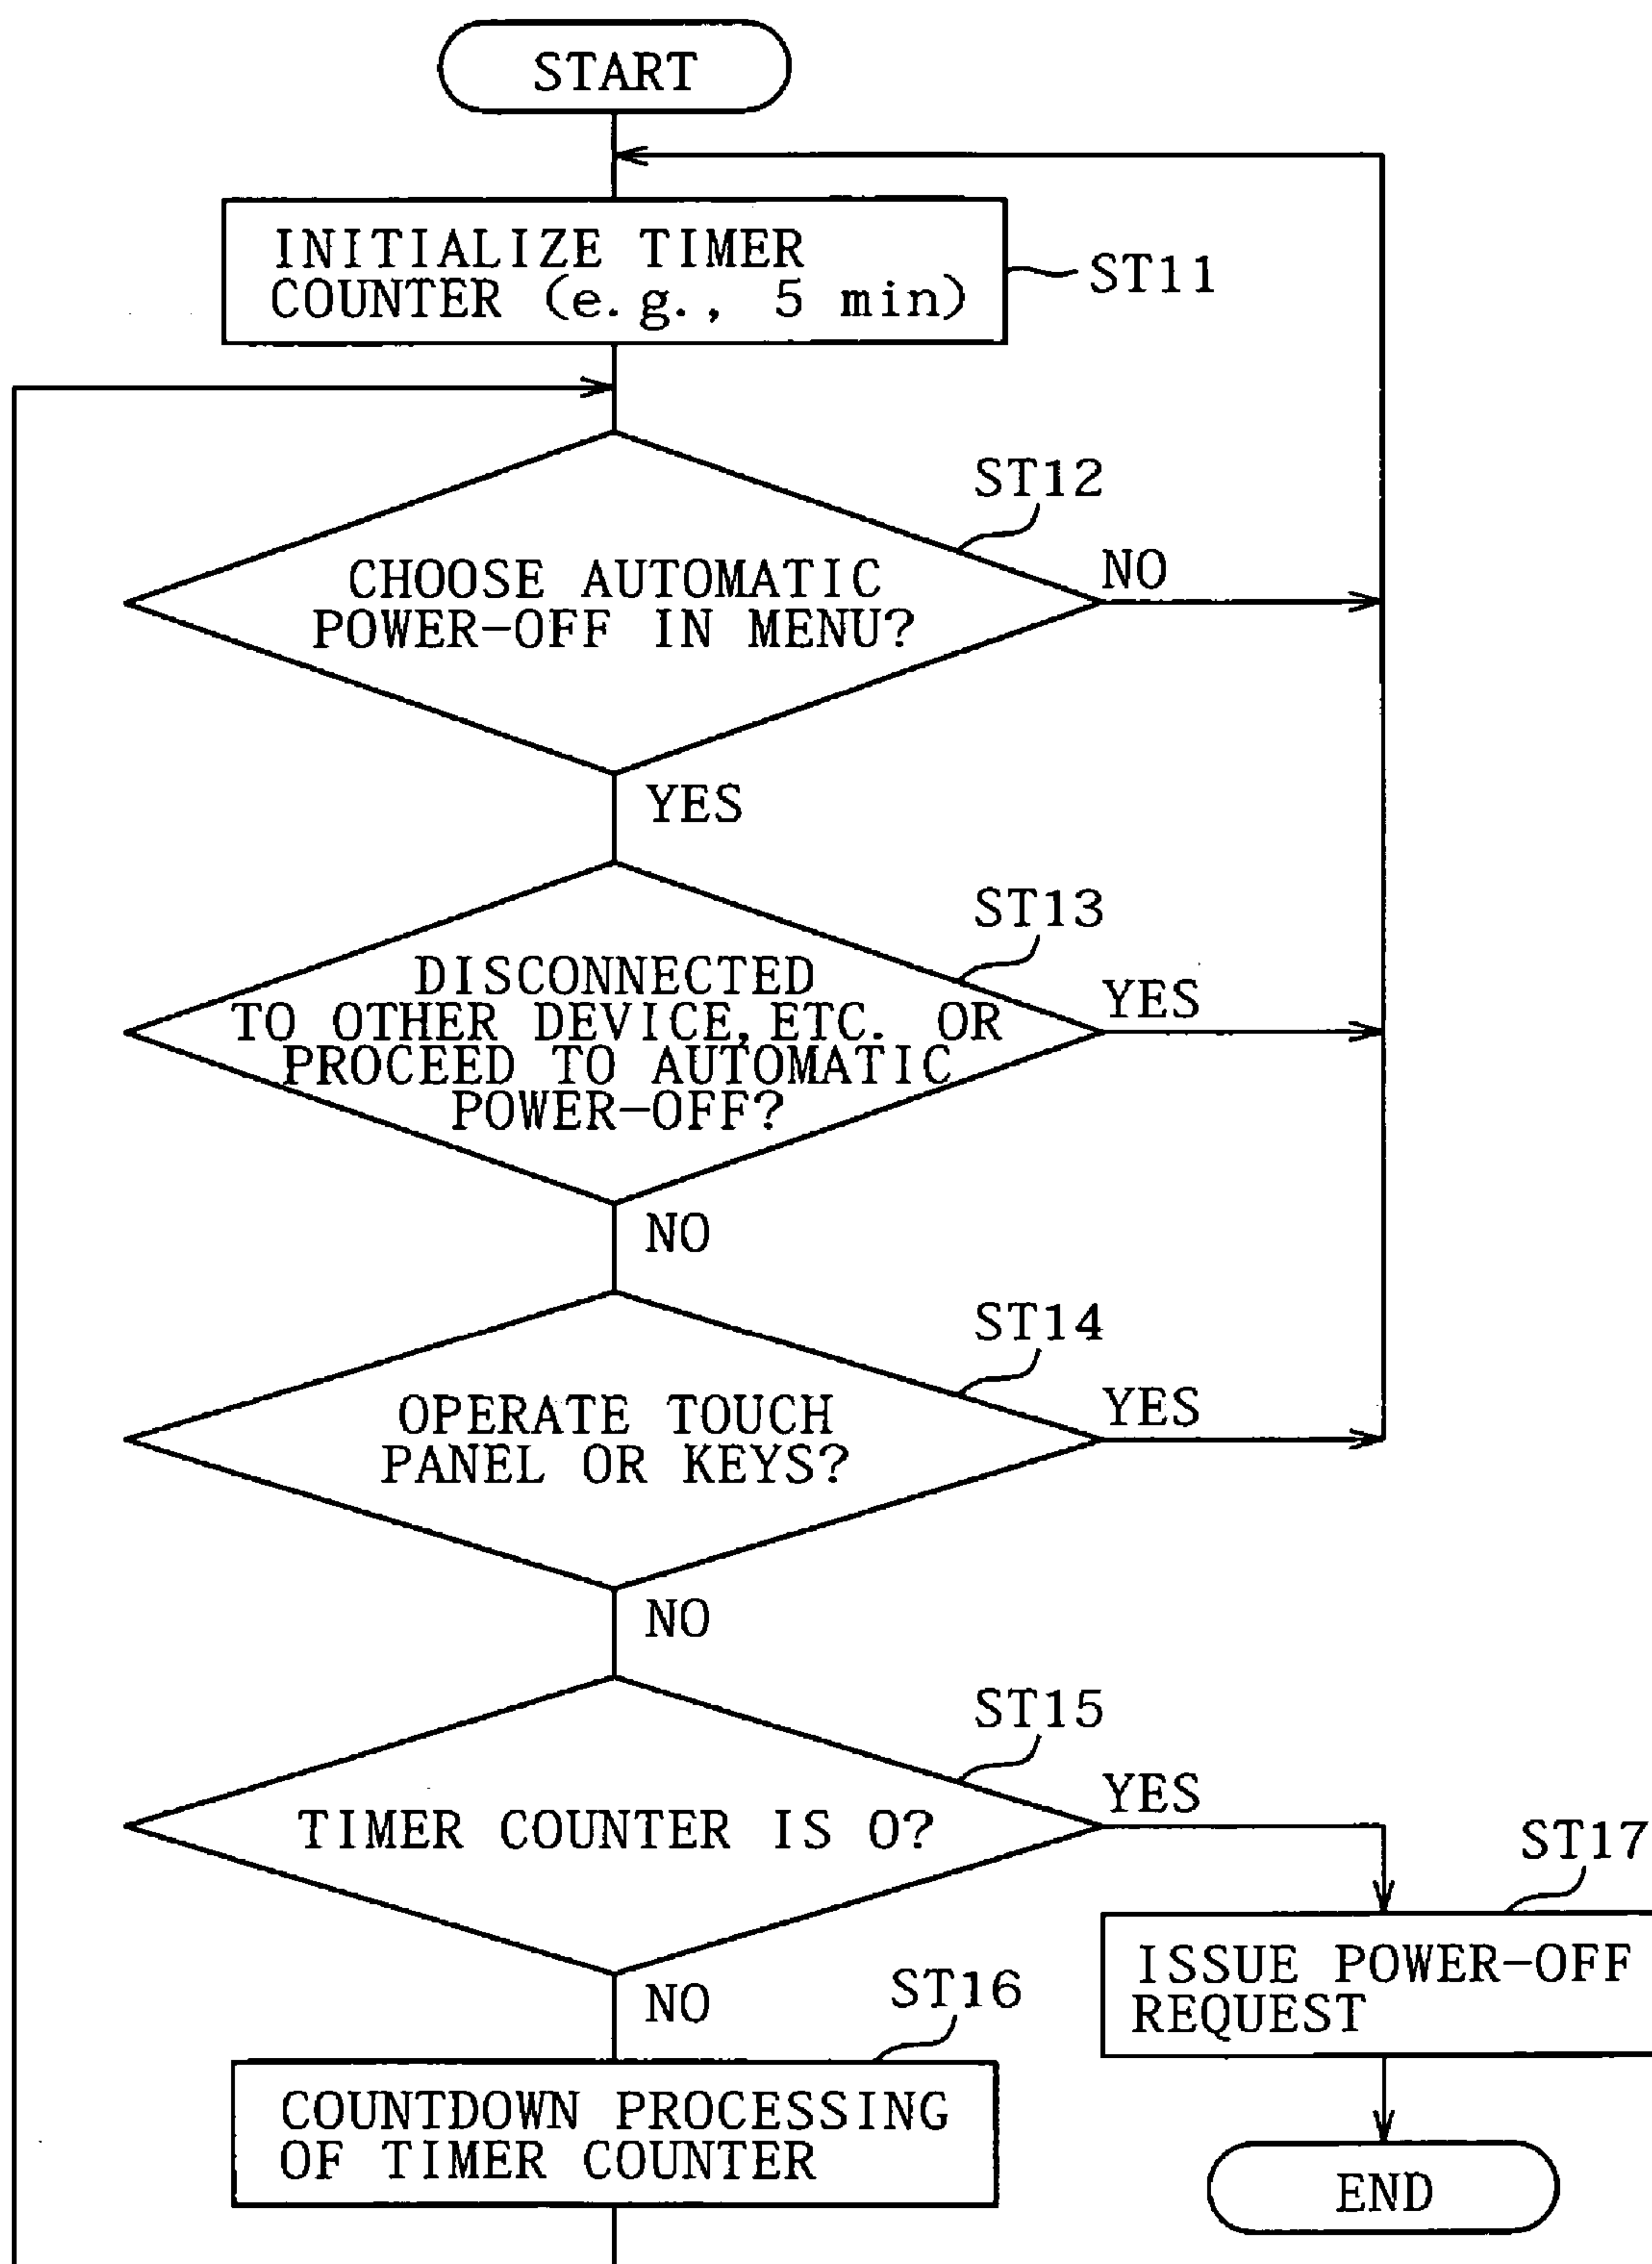 START
INITIALIZE TIMER
COUNTER (e.g., 5 min)
ST11
ST12
CHOOSE AUTOMATIC
POWER-OFF IN MENU?
NO
YES
ST13
DISCONNECTED
TO OTHER DEVICE, ETC. OR
PROCEED TO AUTOMATIC
POWER-OFF?
YES
NO
ST14
OPERATE TOUCH
PANEL OR KEYS?
YES
NO
ST15
TIMER COUNTER IS 0?
YES
NO
ST17
ISSUE POWER-OFF
REQUEST
ST16
COUNTDOWN PROCESSING
OF TIMER COUNTER
END